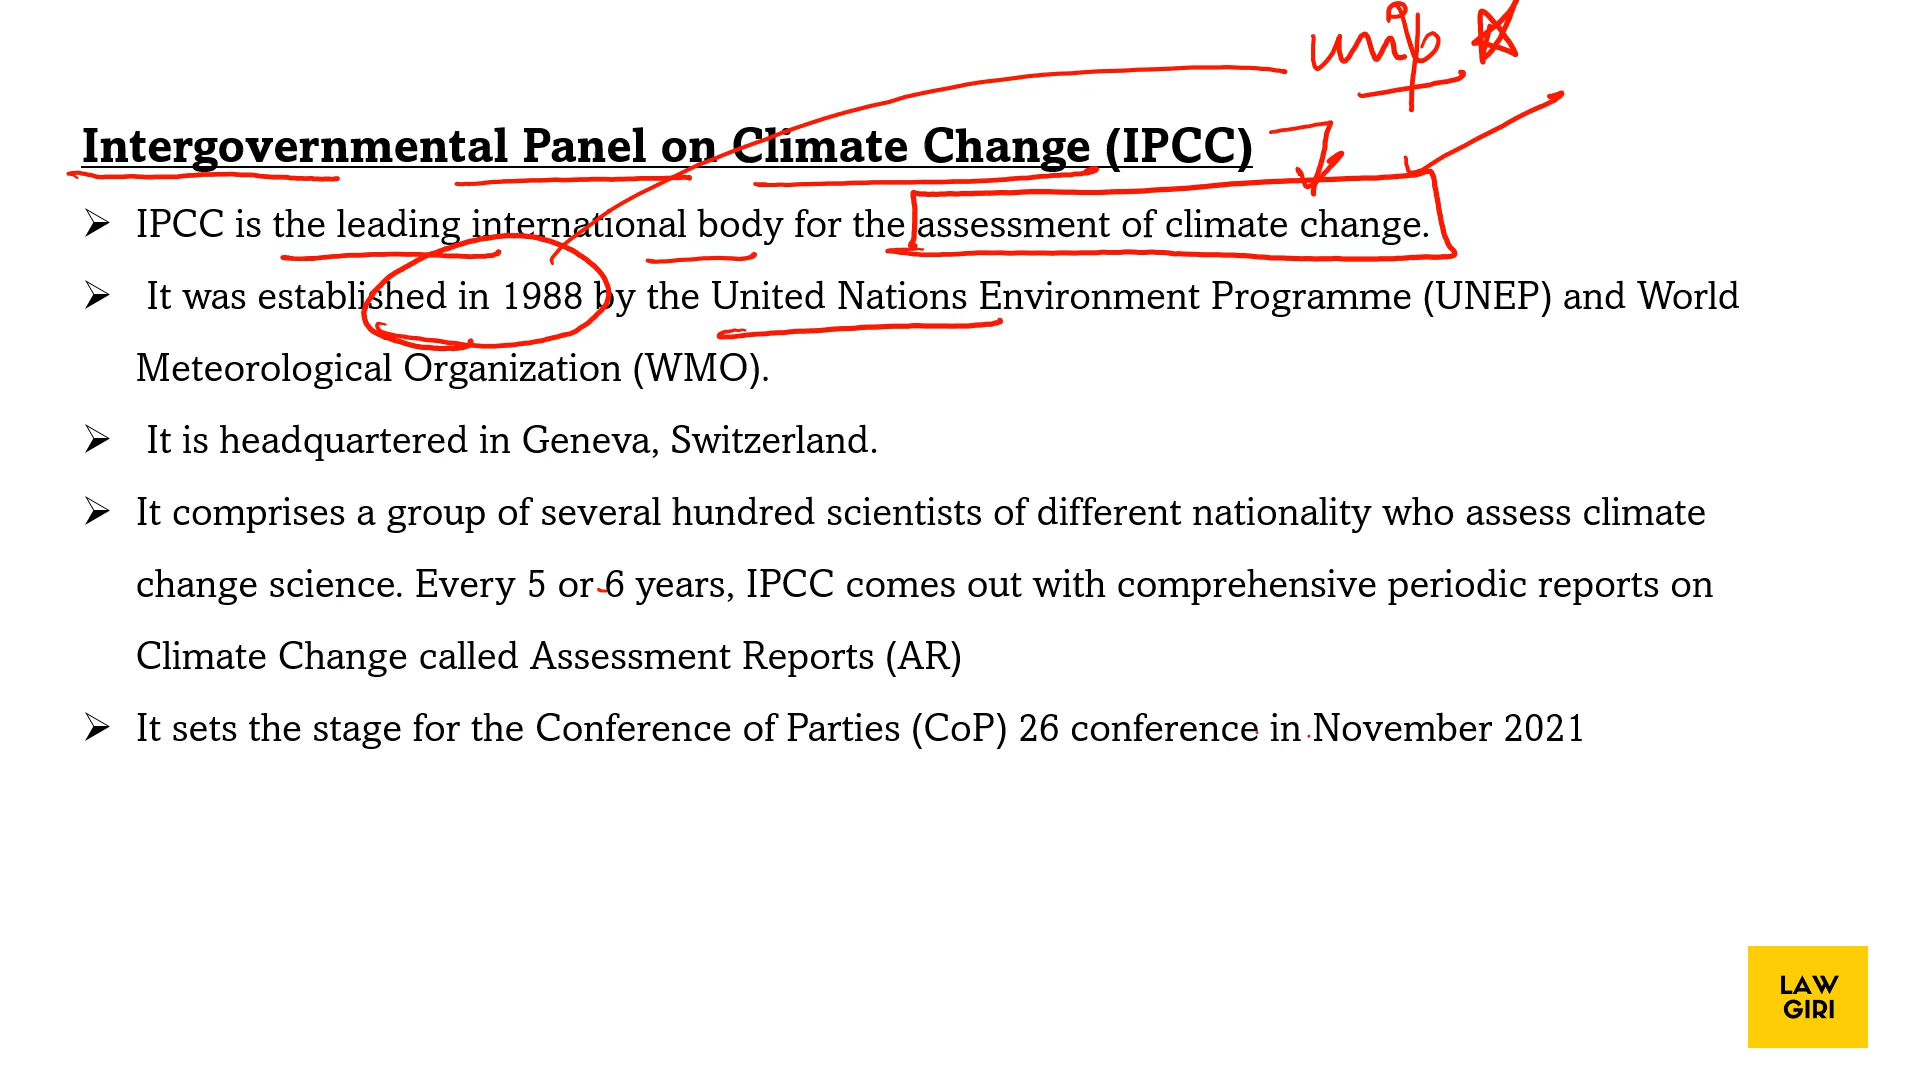 Intergovernmental Panel on Climate Change (IPCC)
➢ IPCC is the leading international body for the assessment of climate change.
➢ It was established in 1988 by the United Nations Environment Programme (UNEP) and World
Meteorological Organization (WMO).
➢ It is headquartered in Geneva, Switzerland.
➢ It comprises a group of several hundred scientists of different nationality who assess climate
change science. Every 5 or 6 years, IPCC comes out with comprehensive periodic reports on
Climate Change called Assessment Reports (AR)
➢ It sets the stage for the Conference of Parties (CoP) 26 conference in November 2021
LAW
GIRI